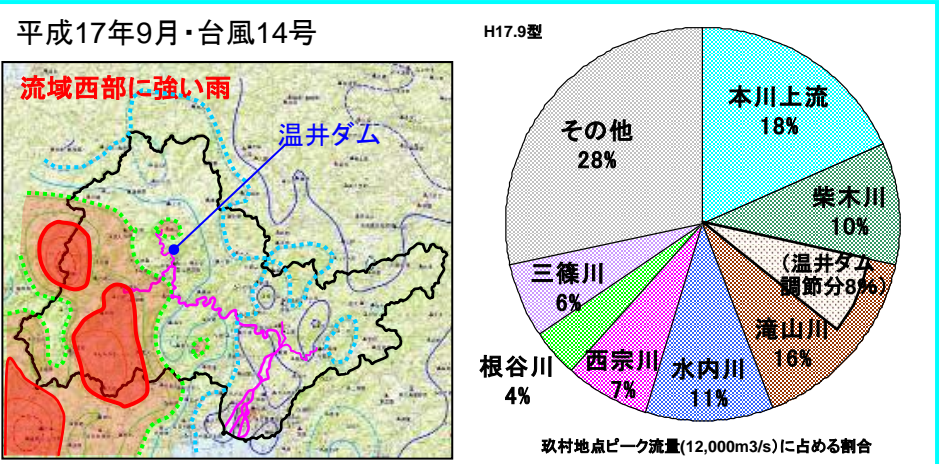 平成17年9月・台風14号
流域西部に強い雨
温井ダム
H17.9型
本川上流
18%
柴木川
10%
(温井ダム
調節分8%)
滝山川
16%
水内川
11%
西宗川
7%
根谷川
4%
三篠川
6%
その他
28%
玖村地点ピーク流量(12,000m3/s)に占める割合